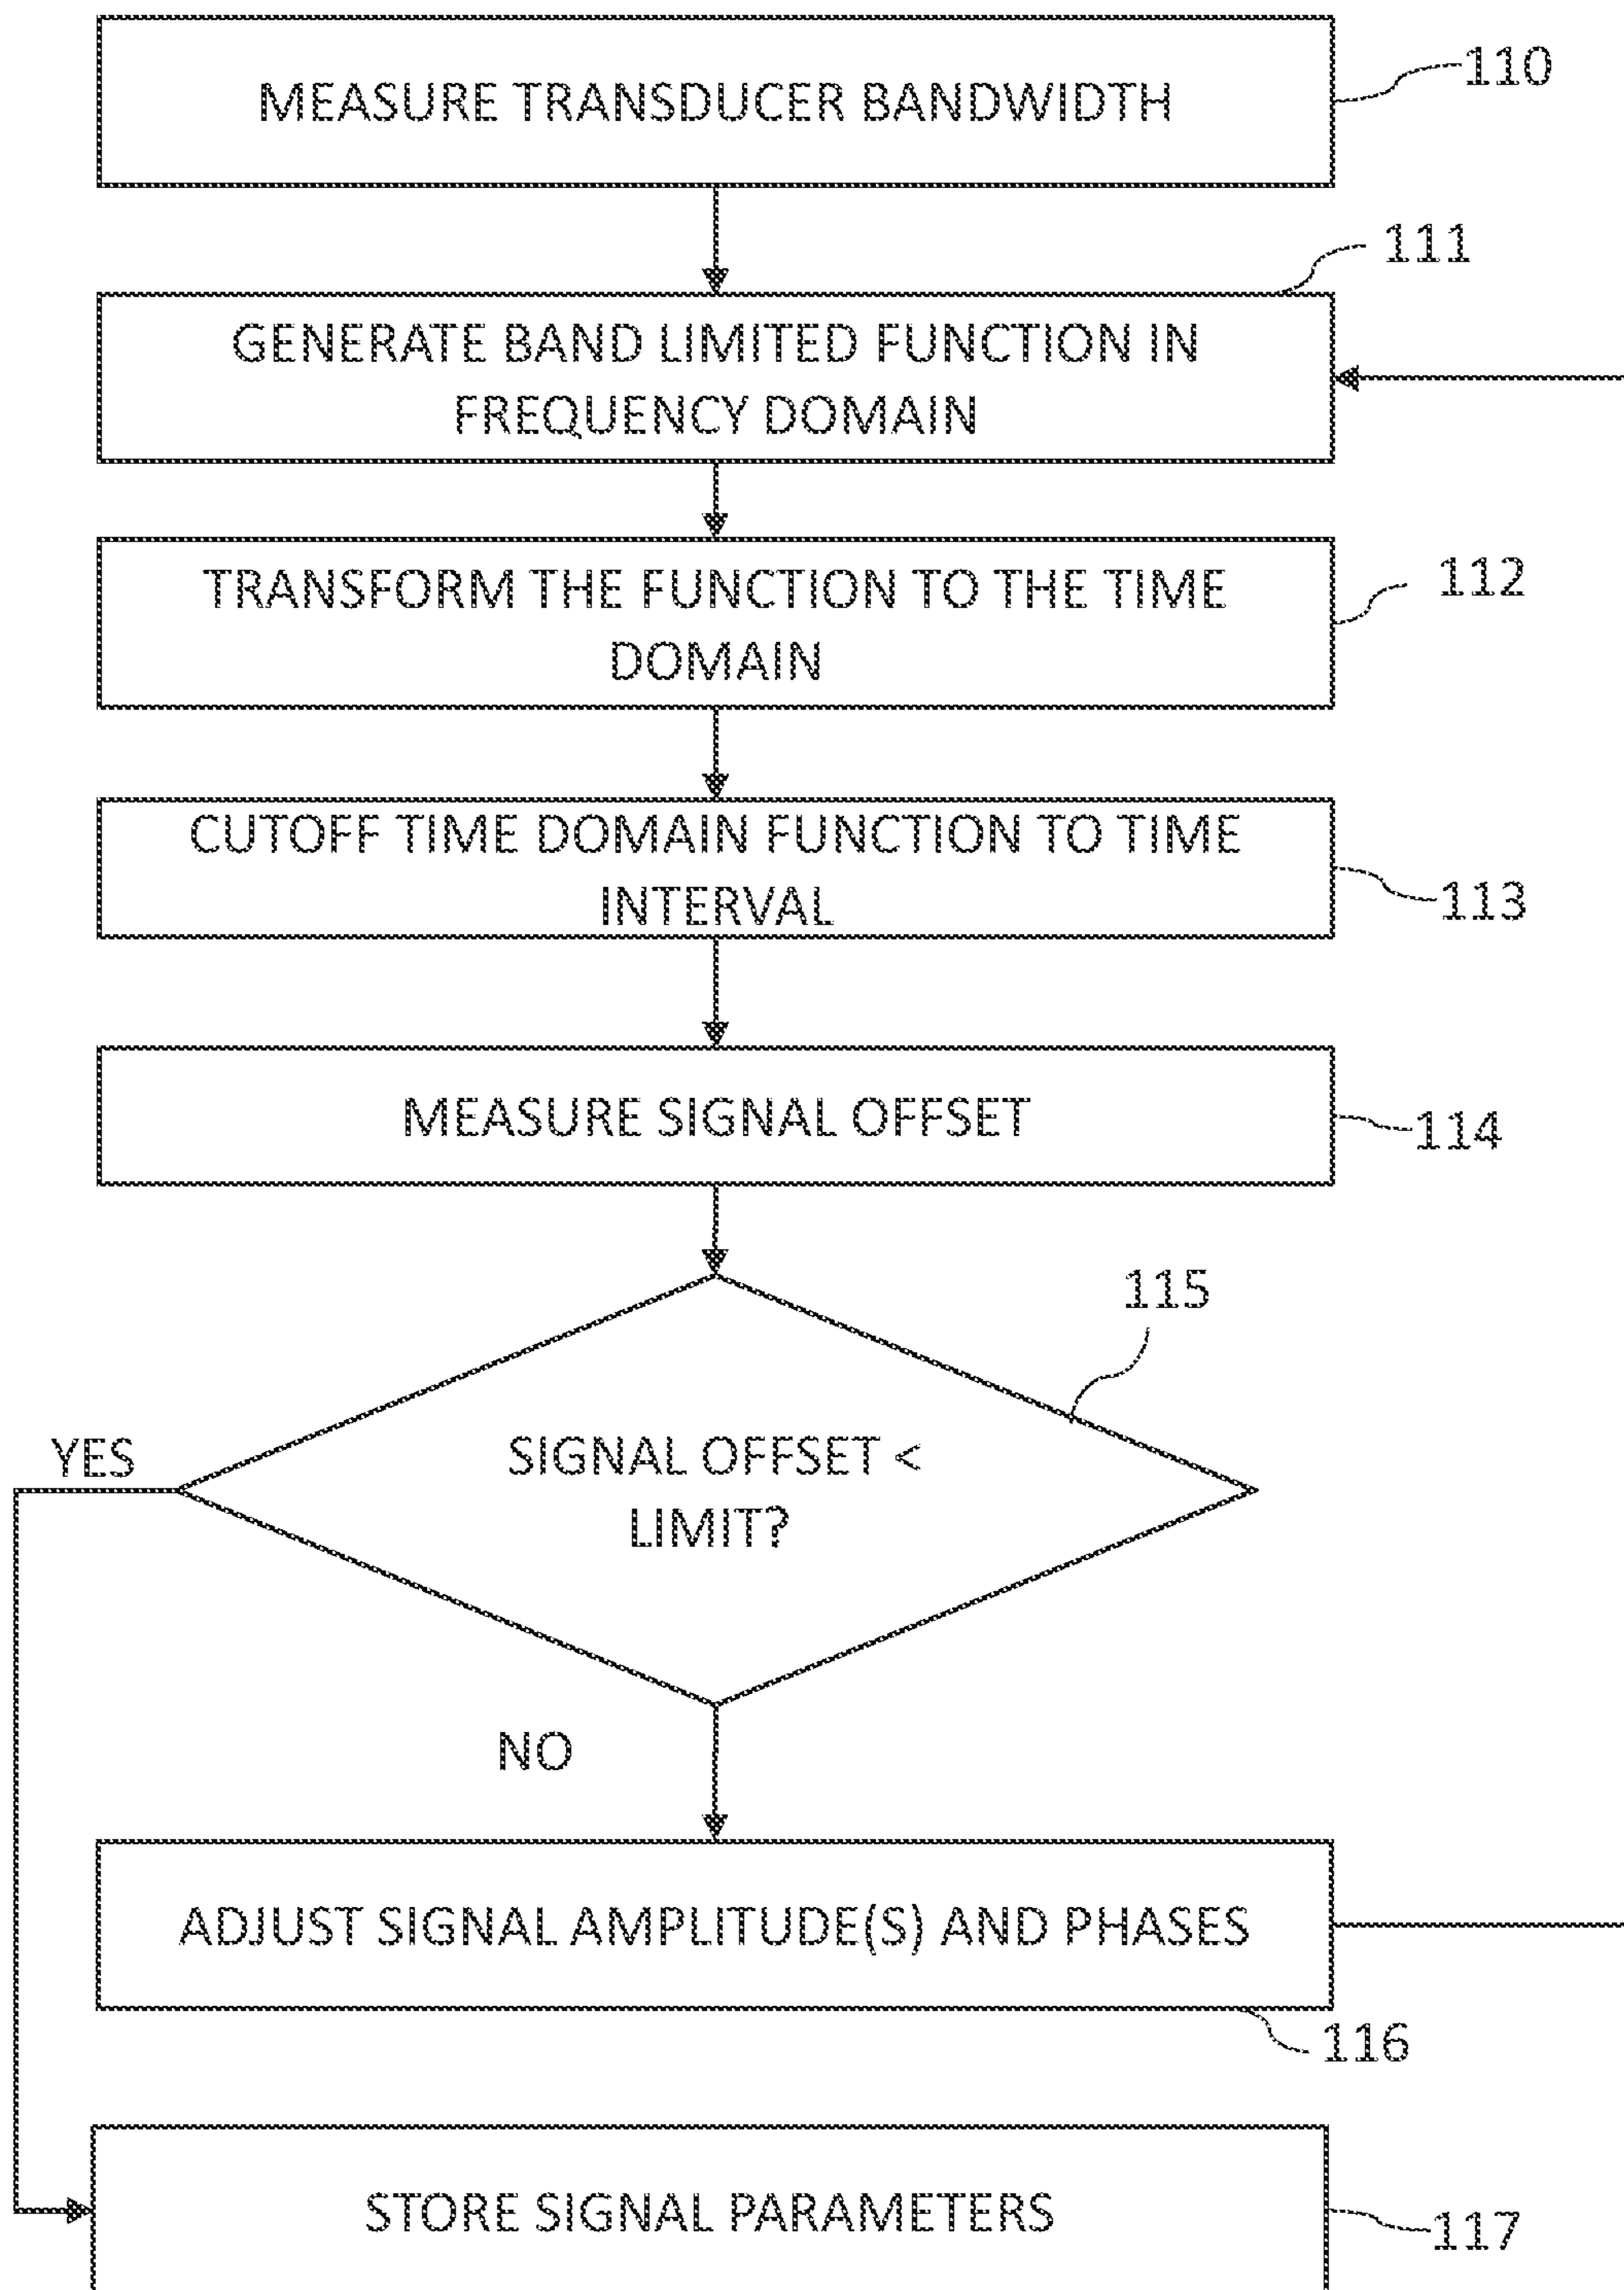 MEASURE TRANSDUCER BANDWIDTH
110
111
GENERATE BAND LIMITED FUNCTION IN
FREQUENCY DOMAIN
TRANSFORM THE FUNCTION TO THE TIME
DOMAIN
112
CUTOFF TIME DOMAIN FUNCTION TO TIME
INTERVAL
113
MEASURE SIGNAL OFFSET
114
115
YES
SIGNAL OFFSET <
LIMIT?
NO
ADJUST SIGNAL AMPLITUDE(S) AND PHASES
116
STORE SIGNAL PARAMETERS
117